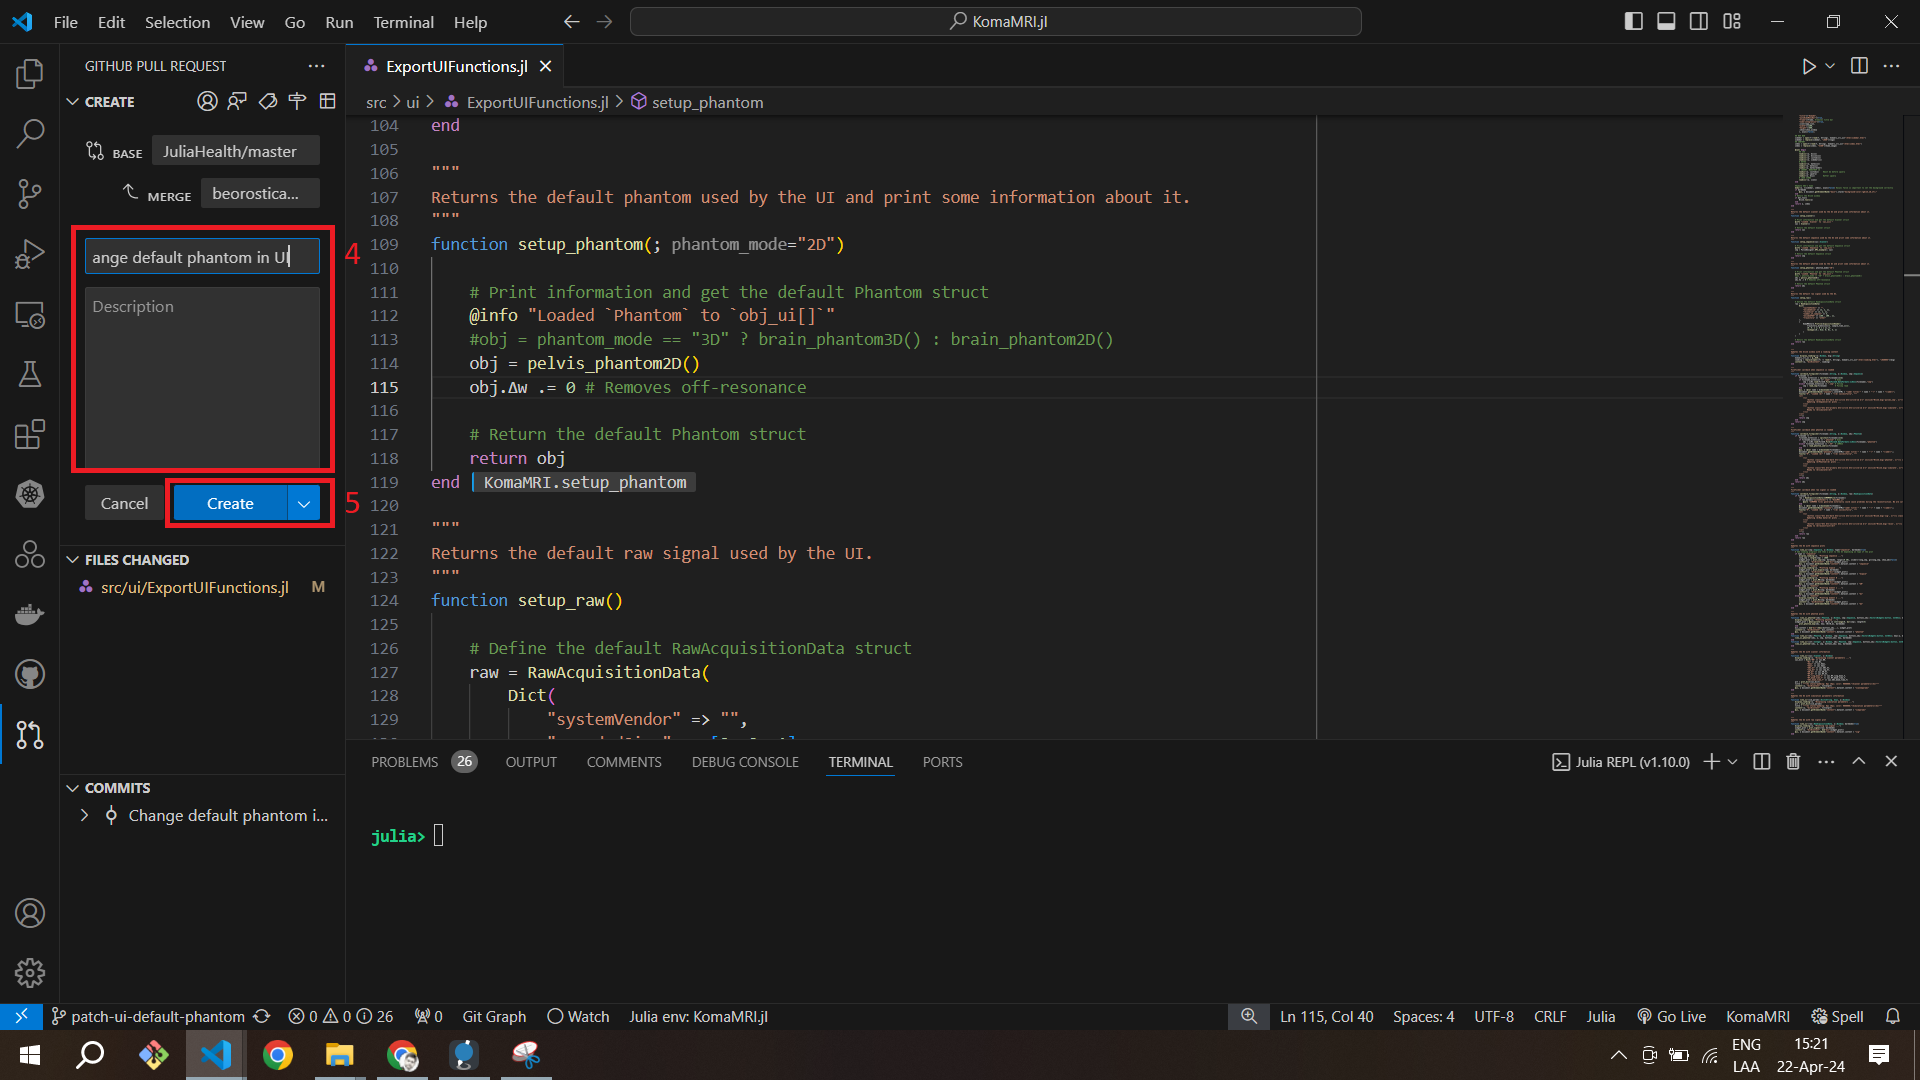 File Edit Selection View Go Run Terminal Help
KomaMRI.jl
GITHUB PULL REQUEST
CREATE
BASE JuliaHealth/master
MERGE beorostica...
ange default phantom in UI
4
Description
Cancel Create
5
FILES CHANGED
src/ui/ExportUIFunctions.jl M
COMMITS
Change default phantom i...
ExportUIFunctions.jl
src > ui > ExportUIFunctions.jl > setup_phantom
104 end
105
106 """
107 Returns the default phantom used by the UI and print some information about it.
108 """
109 function setup_phantom(; phantom_mode="2D")
110
111 # Print information and get the default Phantom struct
112 @info "Loaded `Phantom` to `obj_ui[]`"
113 #obj = phantom_mode == "3D" ? brain_phantom3D() : brain_phantom2D()
114 obj = pelvis_phantom2D()
115 obj.Δw .= 0 # Removes off-resonance
116
117 # Return the default Phantom struct
118 return obj
119 end KomaMRI.setup_phantom
120
121 """
122 Returns the default raw signal used by the UI.
123 """
124 function setup_raw()
125
126 # Define the default RawAcquisitionData struct
127 raw = RawAcquisitionData(
128 Dict(
129 "systemVendor" => "",
PROBLEMS 26 OUTPUT COMMENTS DEBUG CONSOLE TERMINAL PORTS
Julia REPL (v1.10.0)
julia>
patch-ui-default-phantom 0 0 26 0 Git Graph Watch Julia env: KomaMRI.jl
Ln 115, Col 40 Spaces: 4 UTF-8 CRLF Julia Go Live KomaMRI Spell
ENG
LAA
15:21
22-Apr-24